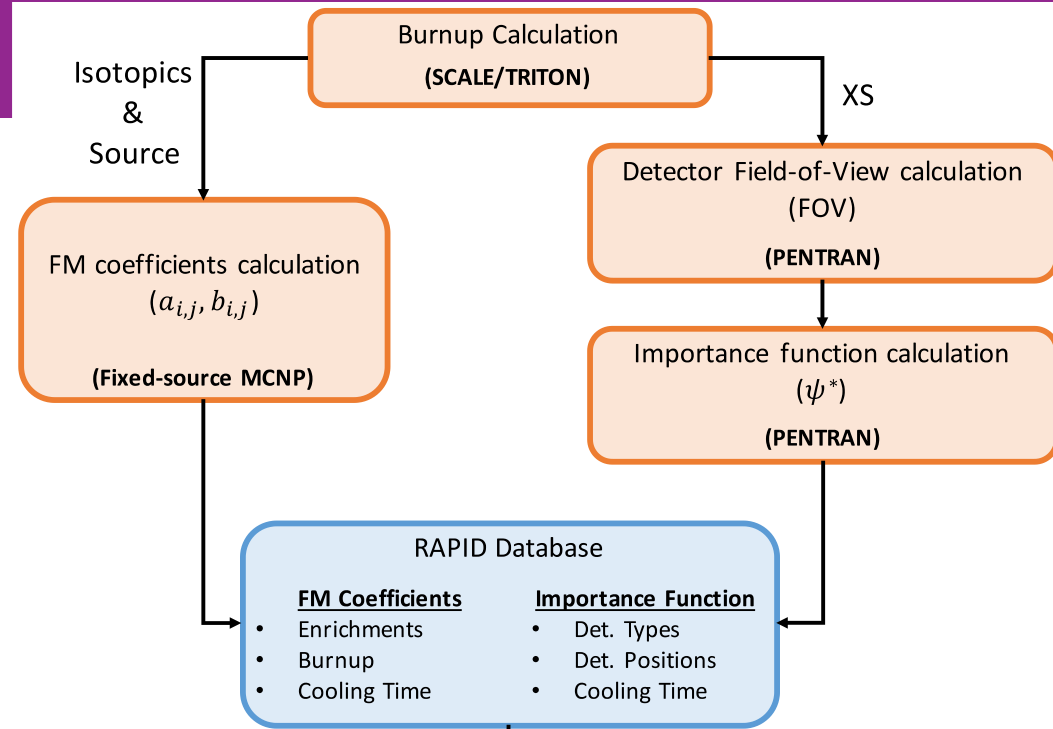 Burnup Calculation
(SCALE/TRITON)
Isotopics
&
Source
XS
Detector Field-of-View calculation
(FOV)
(PENTRAN)
FM coefficients calculation
(a_{i,j}, b_{i,j})
(Fixed-source MCNP)
Importance function calculation
(ψ*)
(PENTRAN)
RAPID Database
FM Coefficients
• Enrichments
• Burnup
• Cooling Time
Importance Function
• Det. Types
• Det. Positions
• Cooling Time